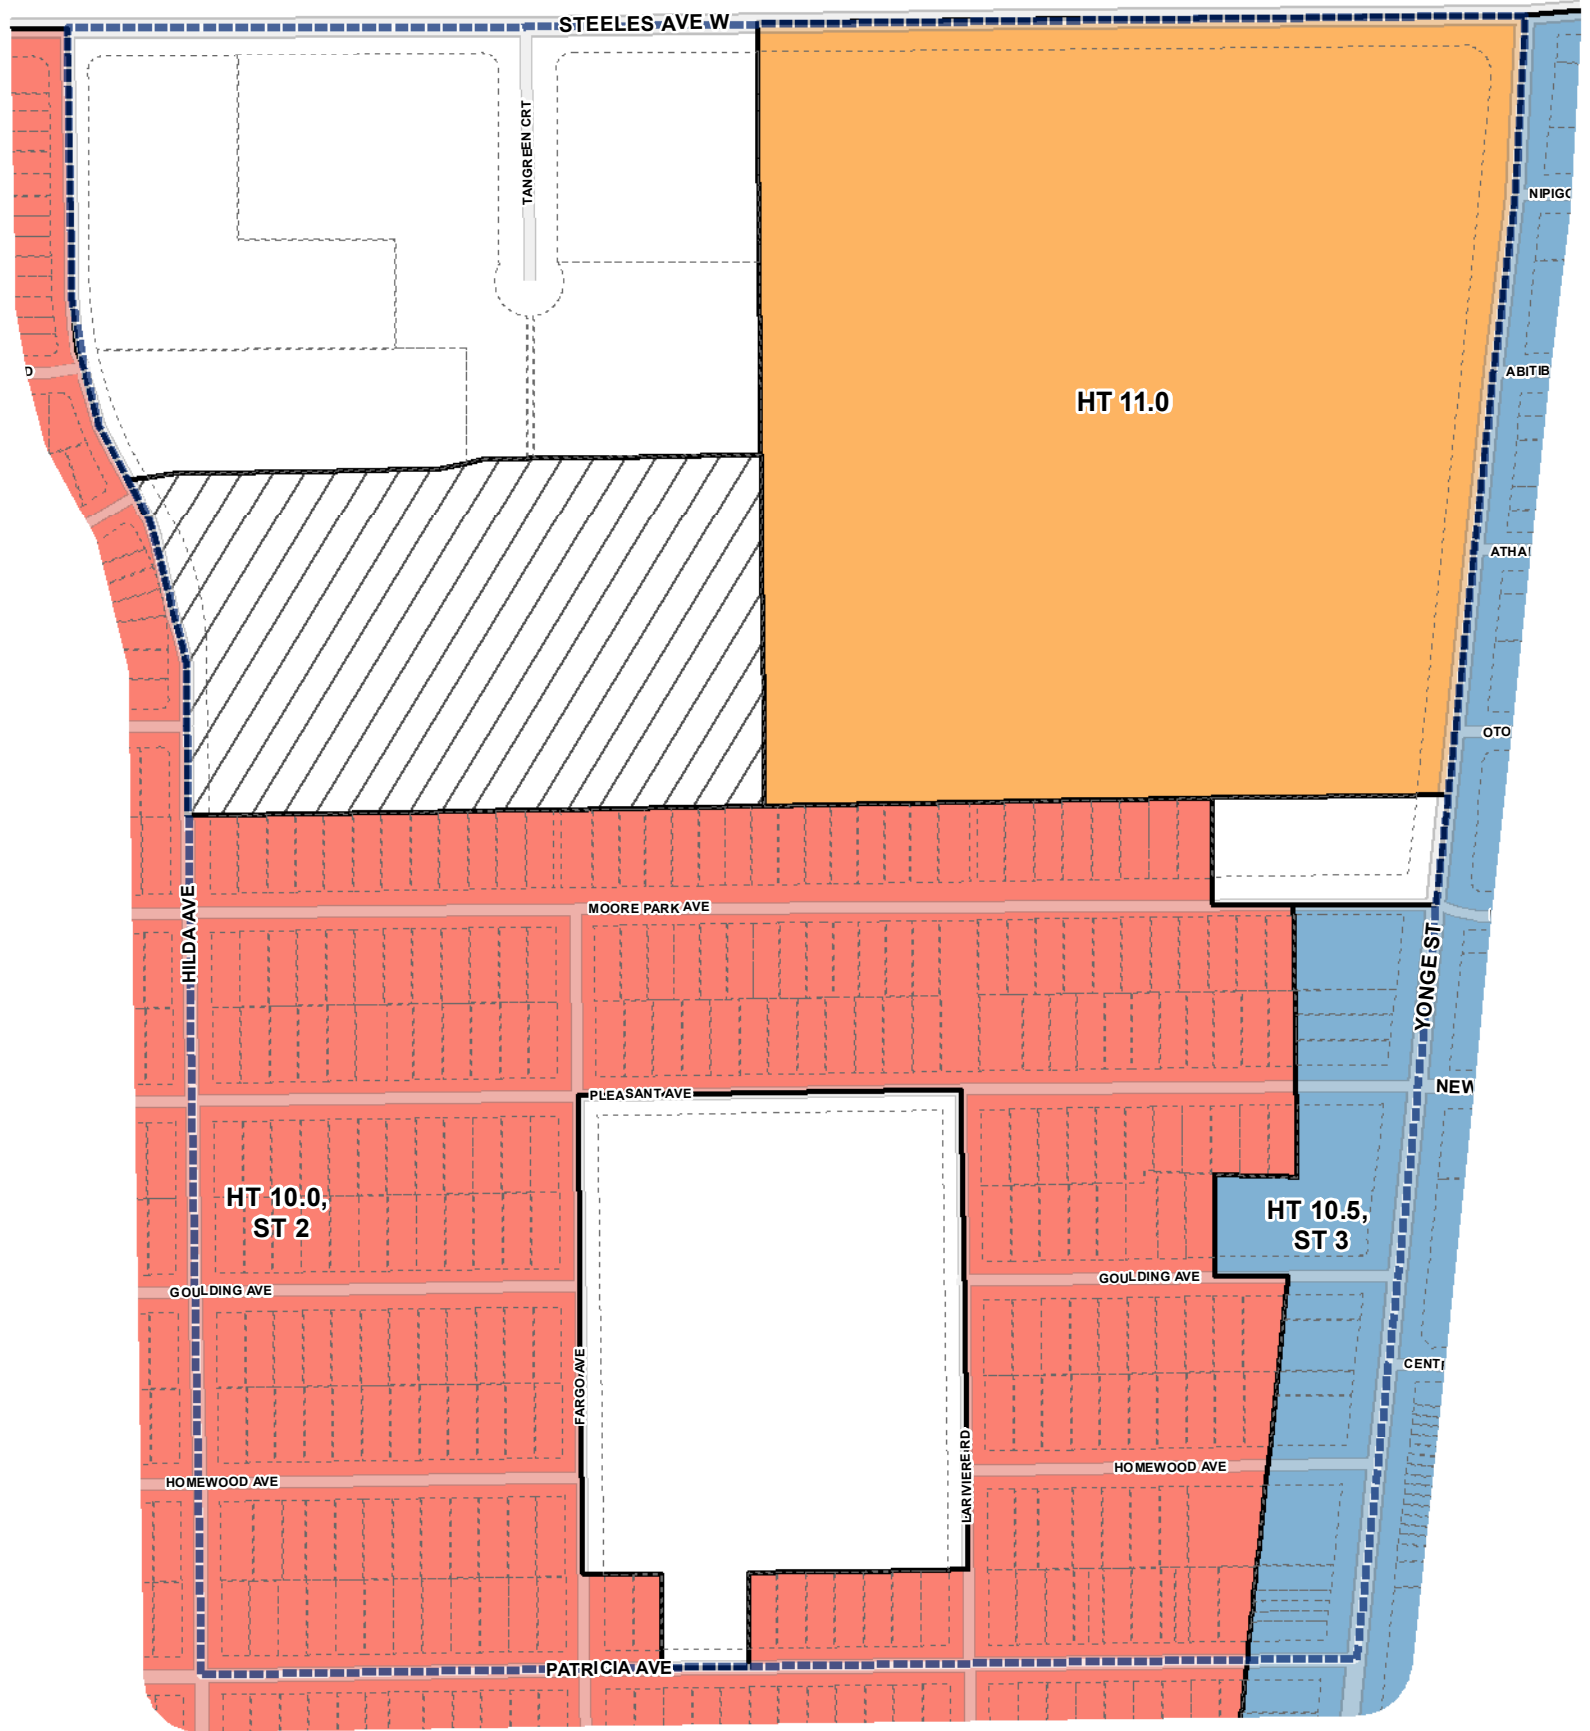 STEELES AVE W
TANGREEN CRT
NIPIGO
D
ABITIB
HT 11.0
ATHA
OTO
HILDA AVE
MOORE PARK AVE
YONGE ST
NEW
PLEASANT AVE
HT 10.0,
ST 2
HT 10.5,
ST 3
GOULDING AVE
GOULDING AVE
FARGO AVE
CENT
LARIVIERE RD
HOMEWOOD AVE
HOMEWOOD AVE
PATRICIA AVE